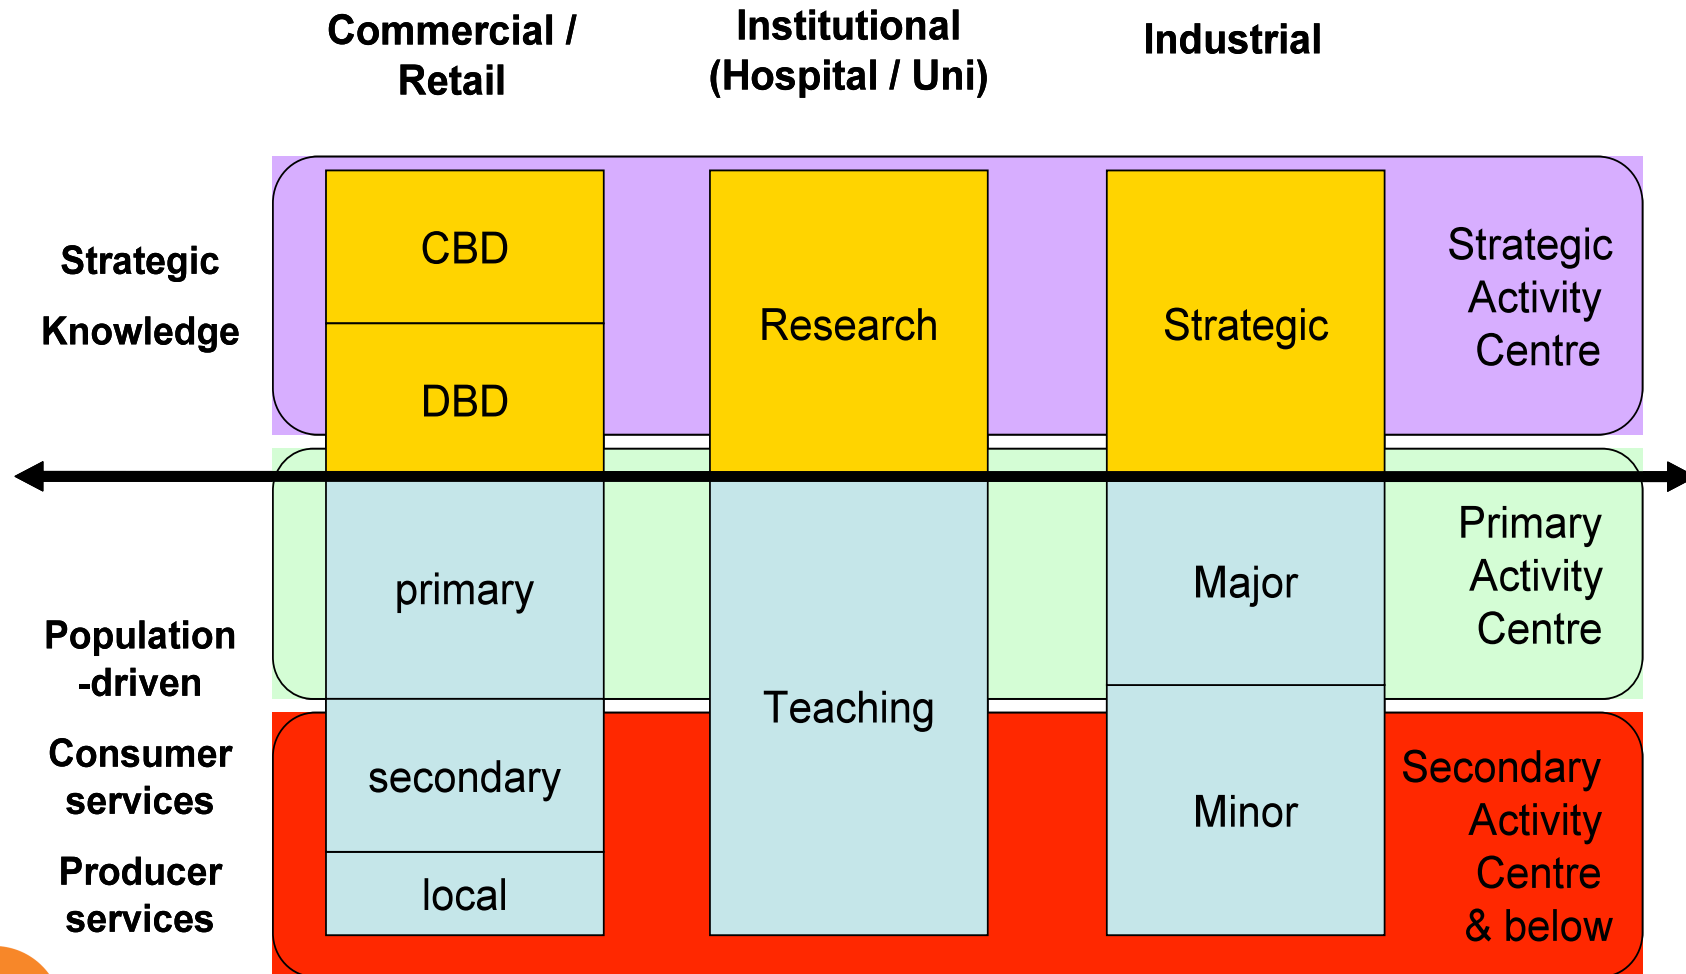 Commercial /
Retail
Institutional
(Hospital / Uni)
Industrial
Strategic
Knowledge
CBD
DBD
Research
Strategic
Strategic
Activity
Centre
Population
-driven
Consumer
services
Producer
services
primary
secondary
local
Teaching
Major
Minor
Primary
Activity
Centre
Secondary
Activity
Centre
& below